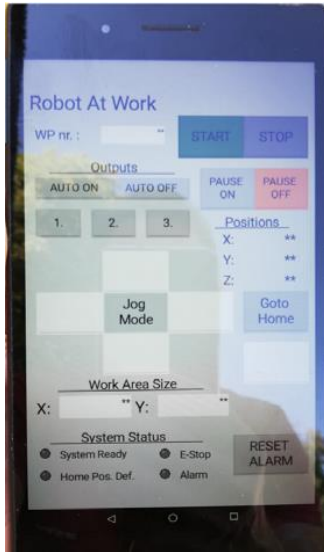 Robot At Work
WP nr. : ** START STOP
Outputs
AUTO ON AUTO OFF PAUSE ON PAUSE OFF
1. 2. 3. Positions
X: **
Y: **
Z: **
Jog Mode Goto Home
Work Area Size
X: ** Y: **
System Status
System Ready E-Stop RESET ALARM
Home Pos. Def. Alarm